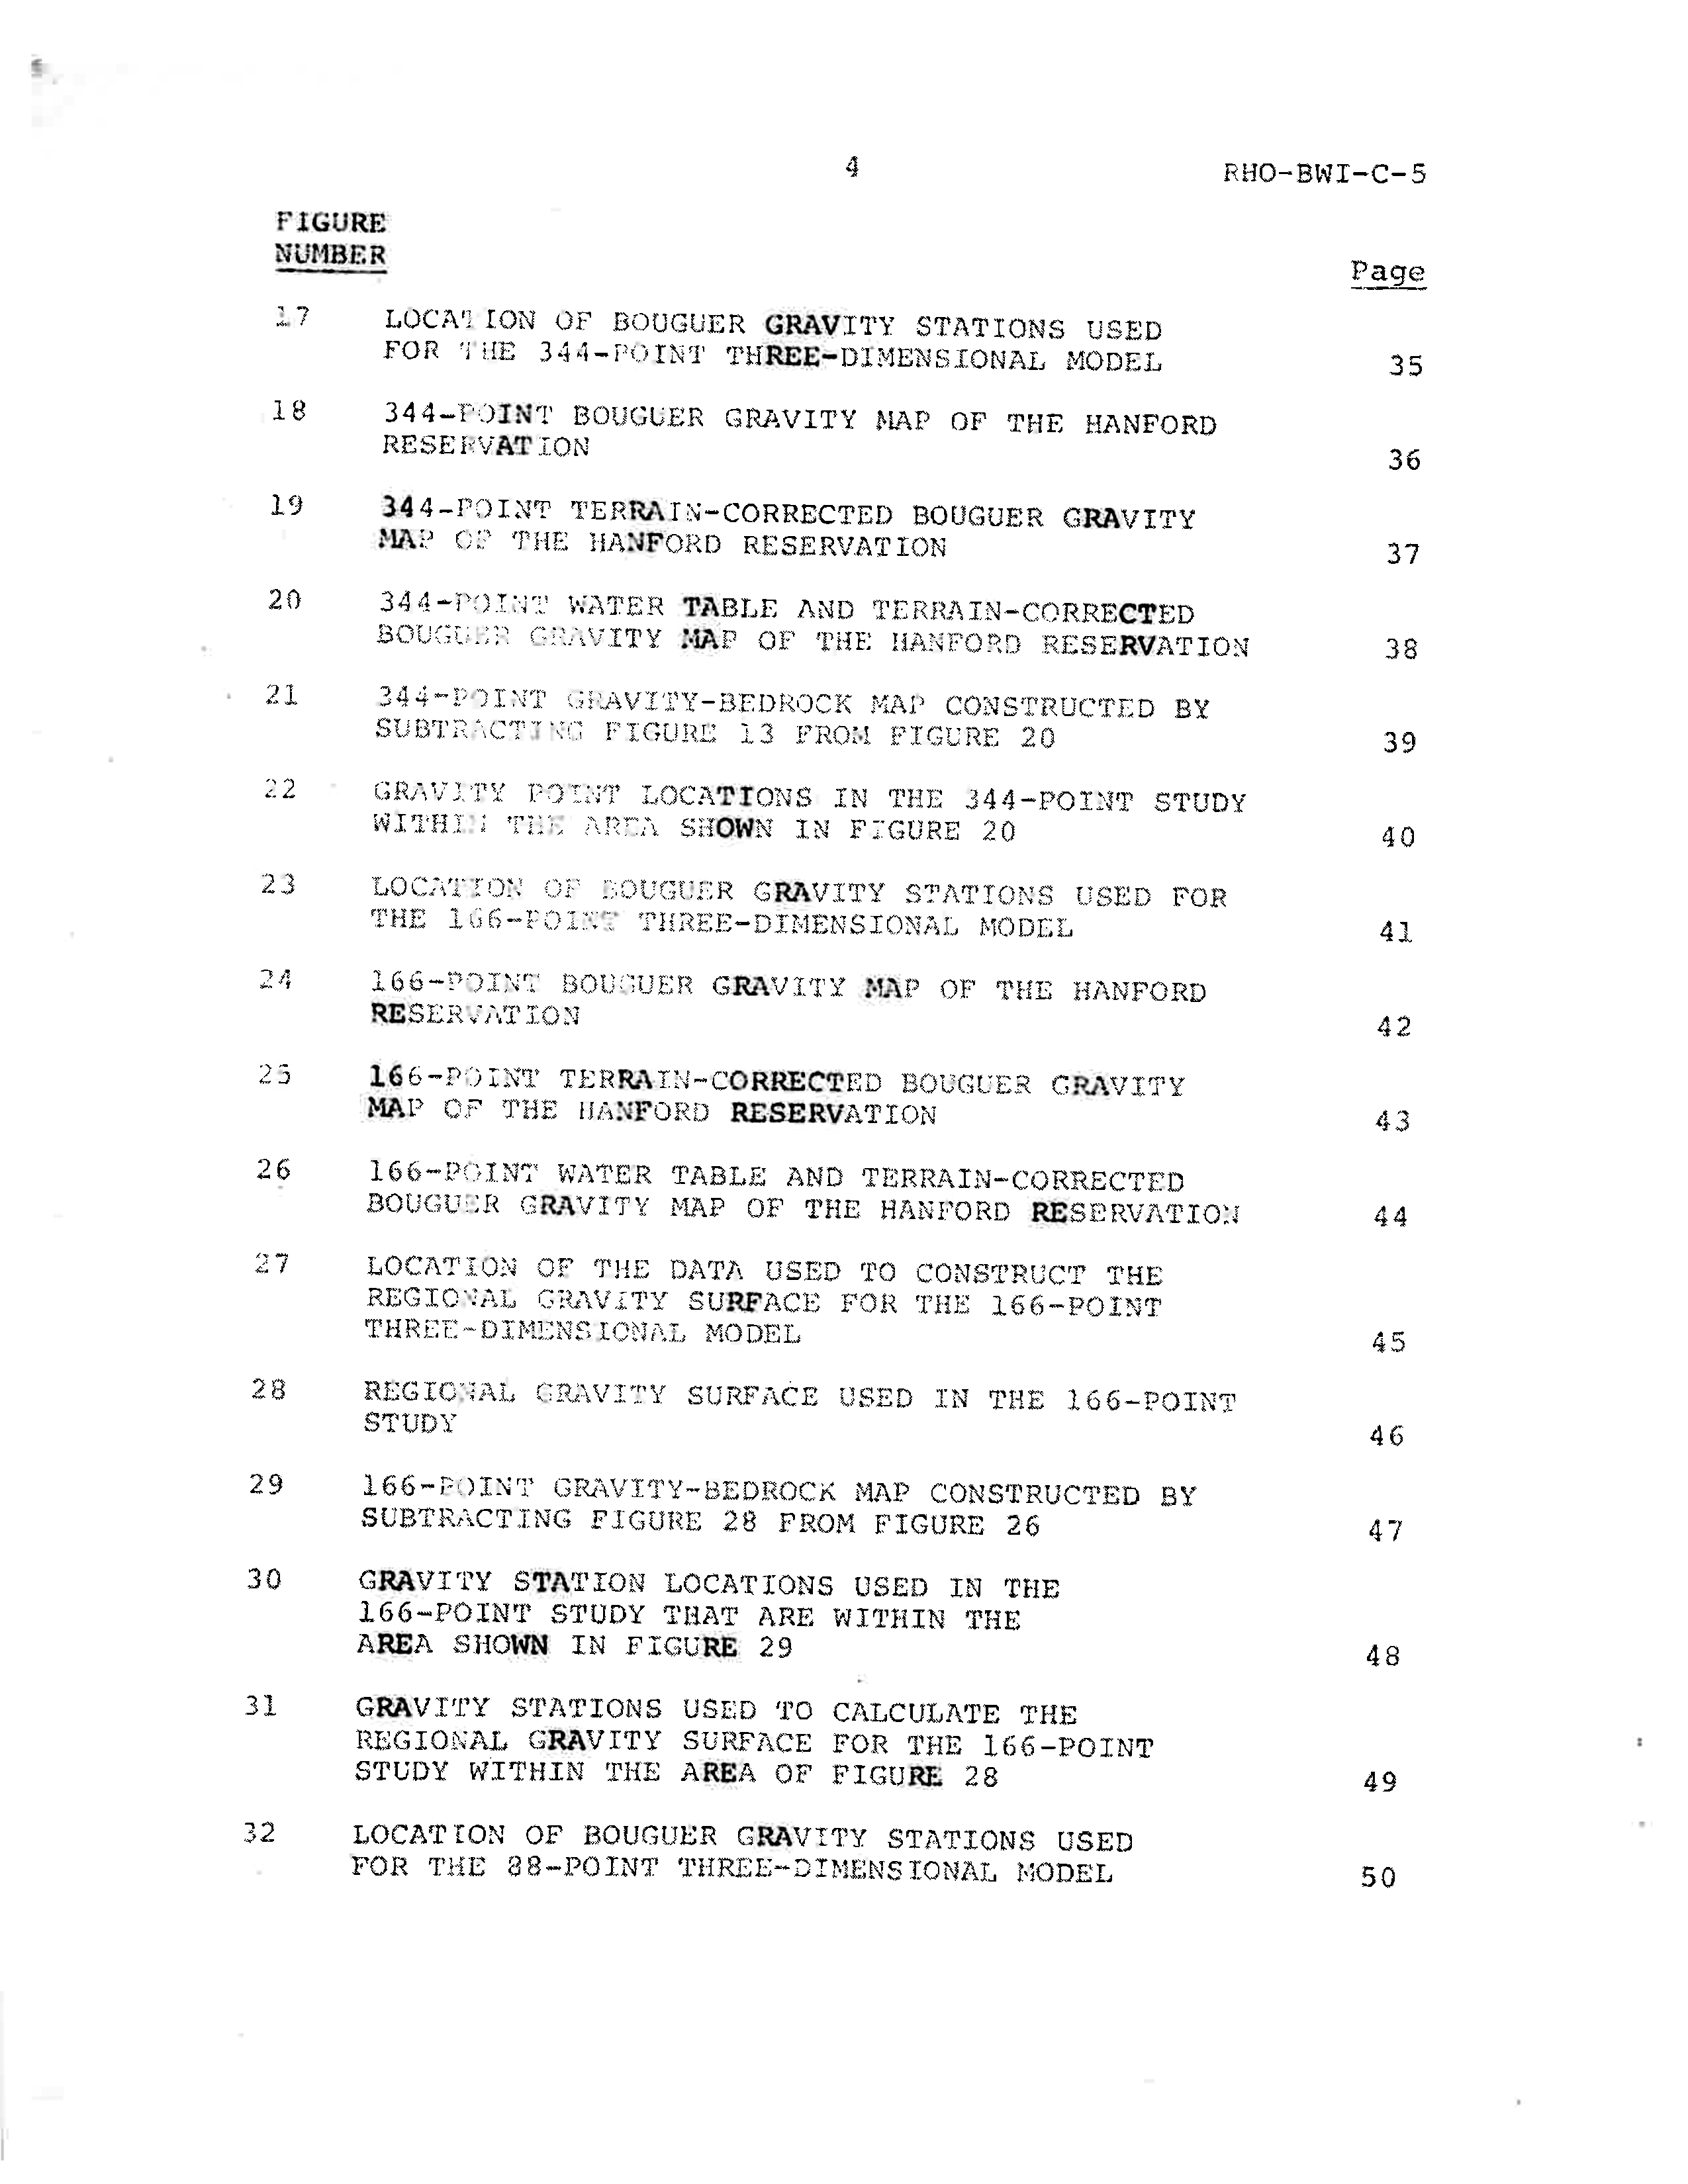 4
RHO-BWI-C-5
FIGURE
NUMBER
Page
17 LOCATION OF BOUGUER GRAVITY STATIONS USED
FOR THE 344-POINT THREE-DIMENSIONAL MODEL 35
18 344-POINT BOUGUER GRAVITY MAP OF THE HANFORD
RESERVATION 36
19 344-POINT TERRAIN-CORRECTED BOUGUER GRAVITY
MAP OF THE HANFORD RESERVATION 37
20 344-POINT WATER TABLE AND TERRAIN-CORRECTED
BOUGUER GRAVITY MAP OF THE HANFORD RESERVATION 38
21 344-POINT GRAVITY-BEDROCK MAP CONSTRUCTED BY
SUBTRACTING FIGURE 13 FROM FIGURE 20 39
22 GRAVITY POINT LOCATIONS IN THE 344-POINT STUDY
WITHIN THE AREA SHOWN IN FIGURE 20 40
23 LOCATION OF BOUGUER GRAVITY STATIONS USED FOR
THE 166-POINT THREE-DIMENSIONAL MODEL 41
24 166-POINT BOUGUER GRAVITY MAP OF THE HANFORD
RESERVATION 42
25 166-POINT TERRAIN-CORRECTED BOUGUER GRAVITY
MAP OF THE HANFORD RESERVATION 43
26 166-POINT WATER TABLE AND TERRAIN-CORRECTED
BOUGUER GRAVITY MAP OF THE HANFORD RESERVATION 44
27 LOCATION OF THE DATA USED TO CONSTRUCT THE
REGIONAL GRAVITY SURFACE FOR THE 166-POINT
THREE-DIMENSIONAL MODEL 45
28 REGIONAL GRAVITY SURFACE USED IN THE 166-POINT
STUDY 46
29 166-POINT GRAVITY-BEDROCK MAP CONSTRUCTED BY
SUBTRACTING FIGURE 28 FROM FIGURE 26 47
30 GRAVITY STATION LOCATIONS USED IN THE
166-POINT STUDY THAT ARE WITHIN THE
AREA SHOWN IN FIGURE 29 48
31 GRAVITY STATIONS USED TO CALCULATE THE
REGIONAL GRAVITY SURFACE FOR THE 166-POINT
STUDY WITHIN THE AREA OF FIGURE 28 49
32 LOCATION OF BOUGUER GRAVITY STATIONS USED
FOR THE 88-POINT THREE-DIMENSIONAL MODEL 50